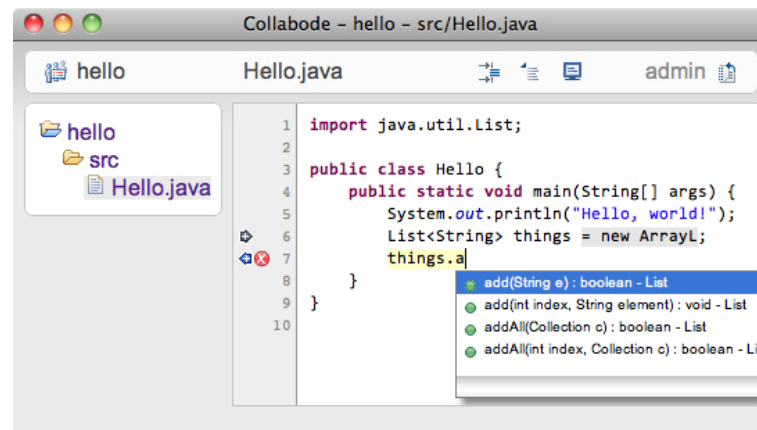 Collabode – hello – src/Hello.java
hello Hello.java admin
hello
src
Hello.java
1 import java.util.List;
2
3 public class Hello {
4 public static void main(String[] args) {
5 System.out.println("Hello, world!");
6 List<String> things = new ArrayL;
7 things.a
8 }
9 }
10
add(String e) : boolean - List
add(int index, String element) : void - List
addAll(Collection c) : boolean - List
addAll(int index, Collection c) : boolean - Li